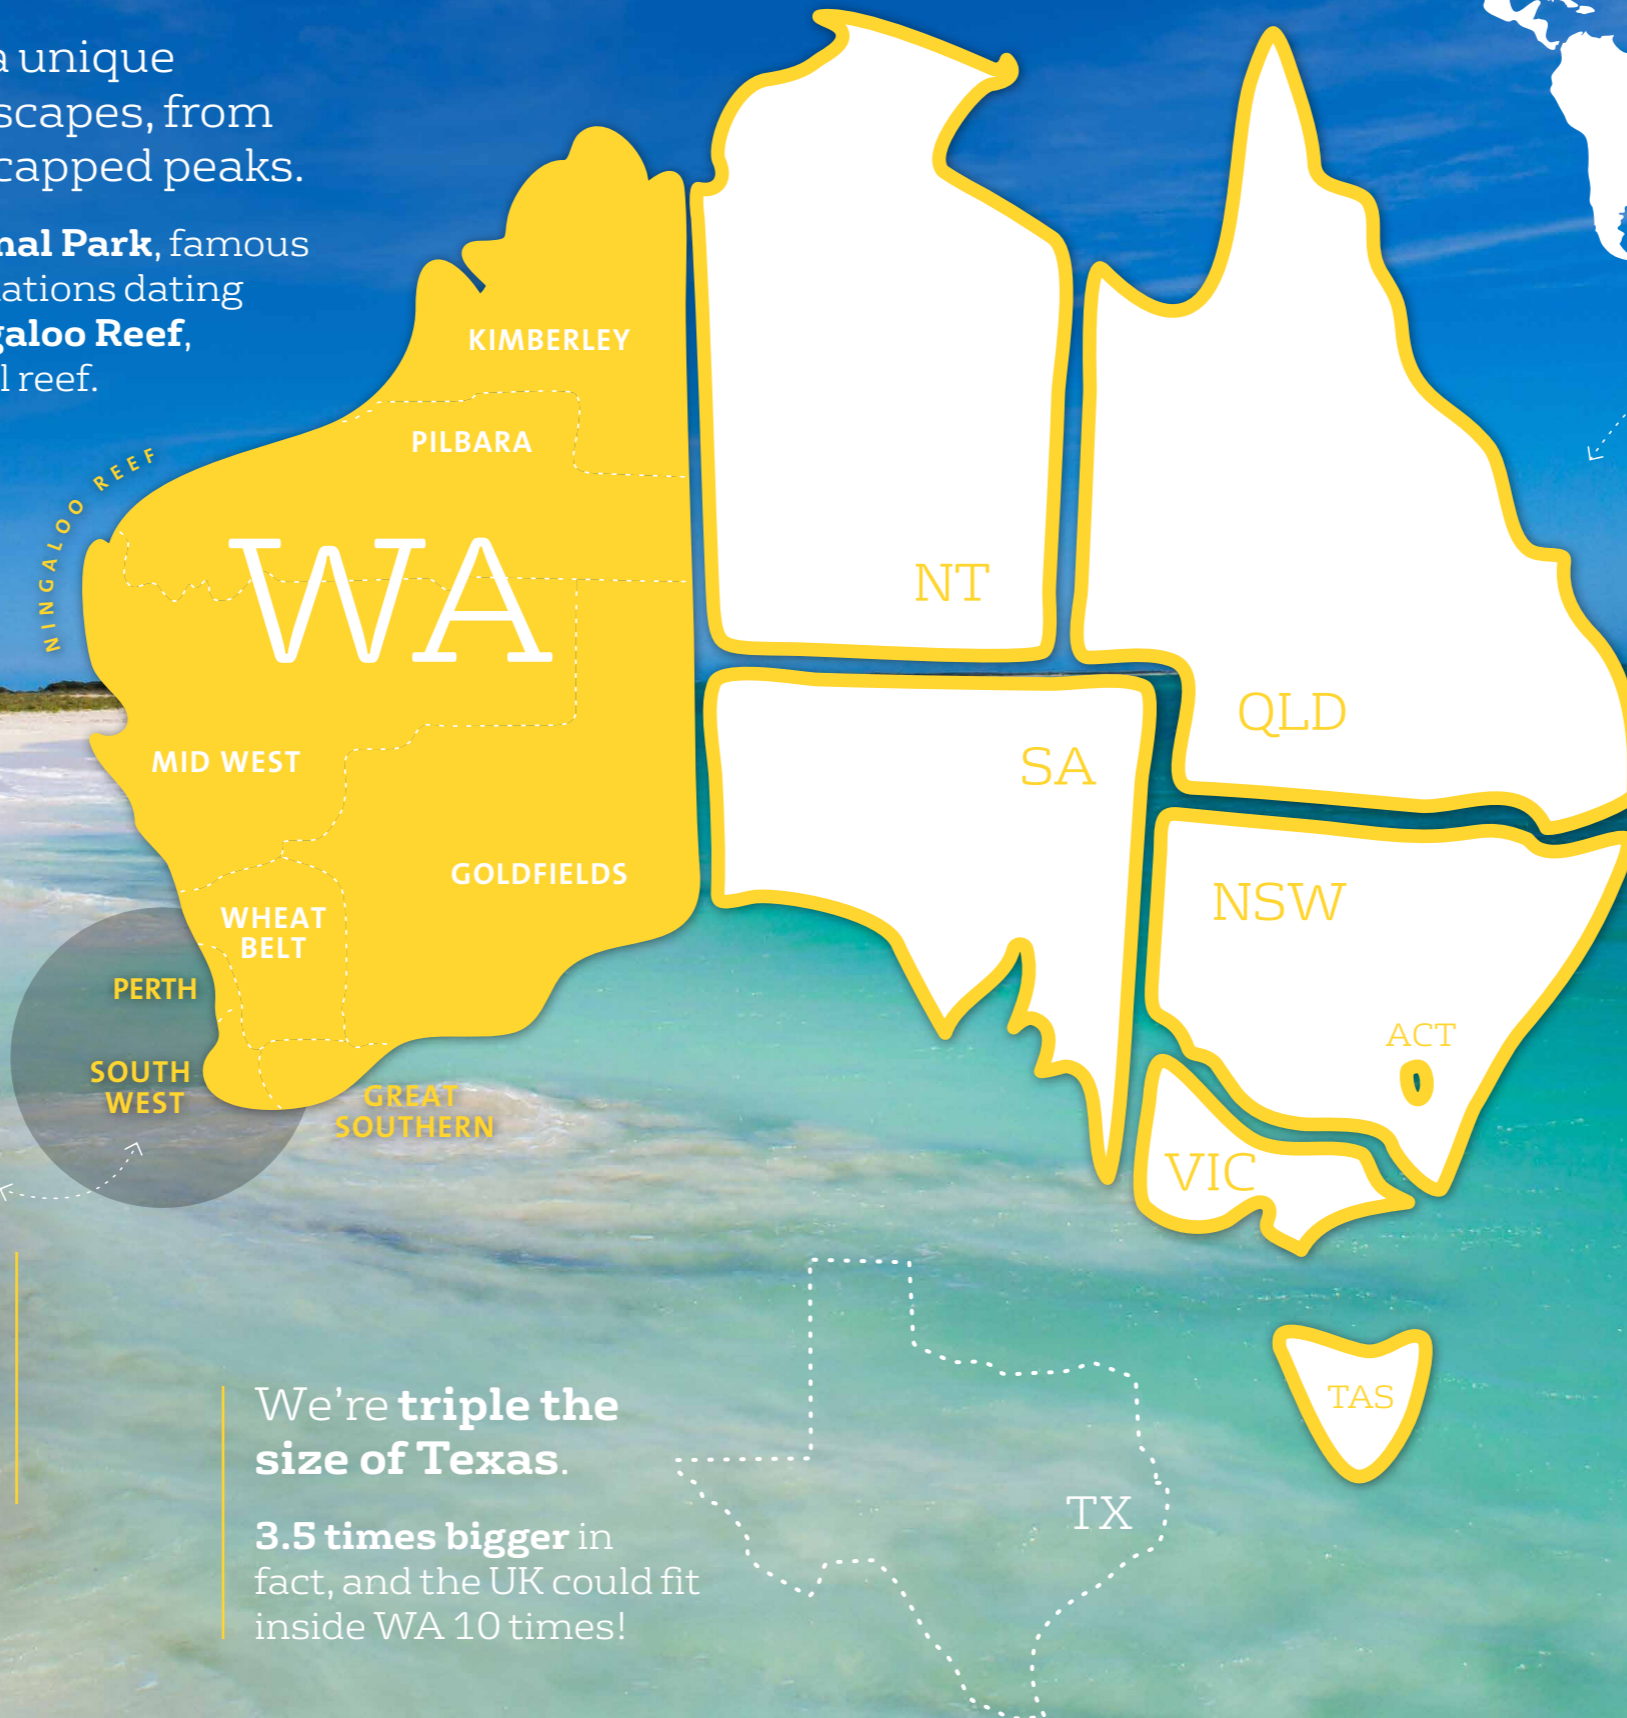 a unique
scapes, from
capped peaks.
nal Park, famous
ations dating
galoo Reef,
l reef.
NINGALOO REEF
KIMBERLEY
PILBARA
WA
MID WEST
GOLDFIELDS
WHEAT
BELT
PERTH
SOUTH
WEST
GREAT
SOUTHERN
NT
QLD
SA
NSW
ACT
VIC
TAS
We're triple the
size of Texas.
3.5 times bigger in
fact, and the UK could fit
inside WA 10 times!
TX